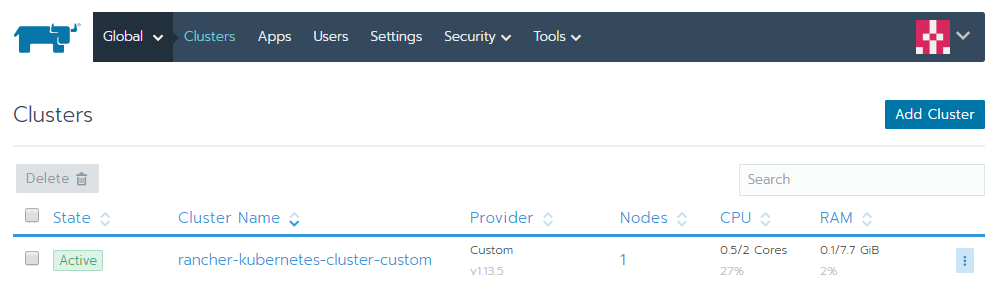 Global Clusters Apps Users Settings Security Tools
Clusters
Add Cluster
Delete
Search
State Cluster Name Provider Nodes CPU RAM
Active rancher-kubernetes-cluster-custom Custom 1 0.5/2 Cores 0.1/7.7 GiB
v1.13.5 27% 2%